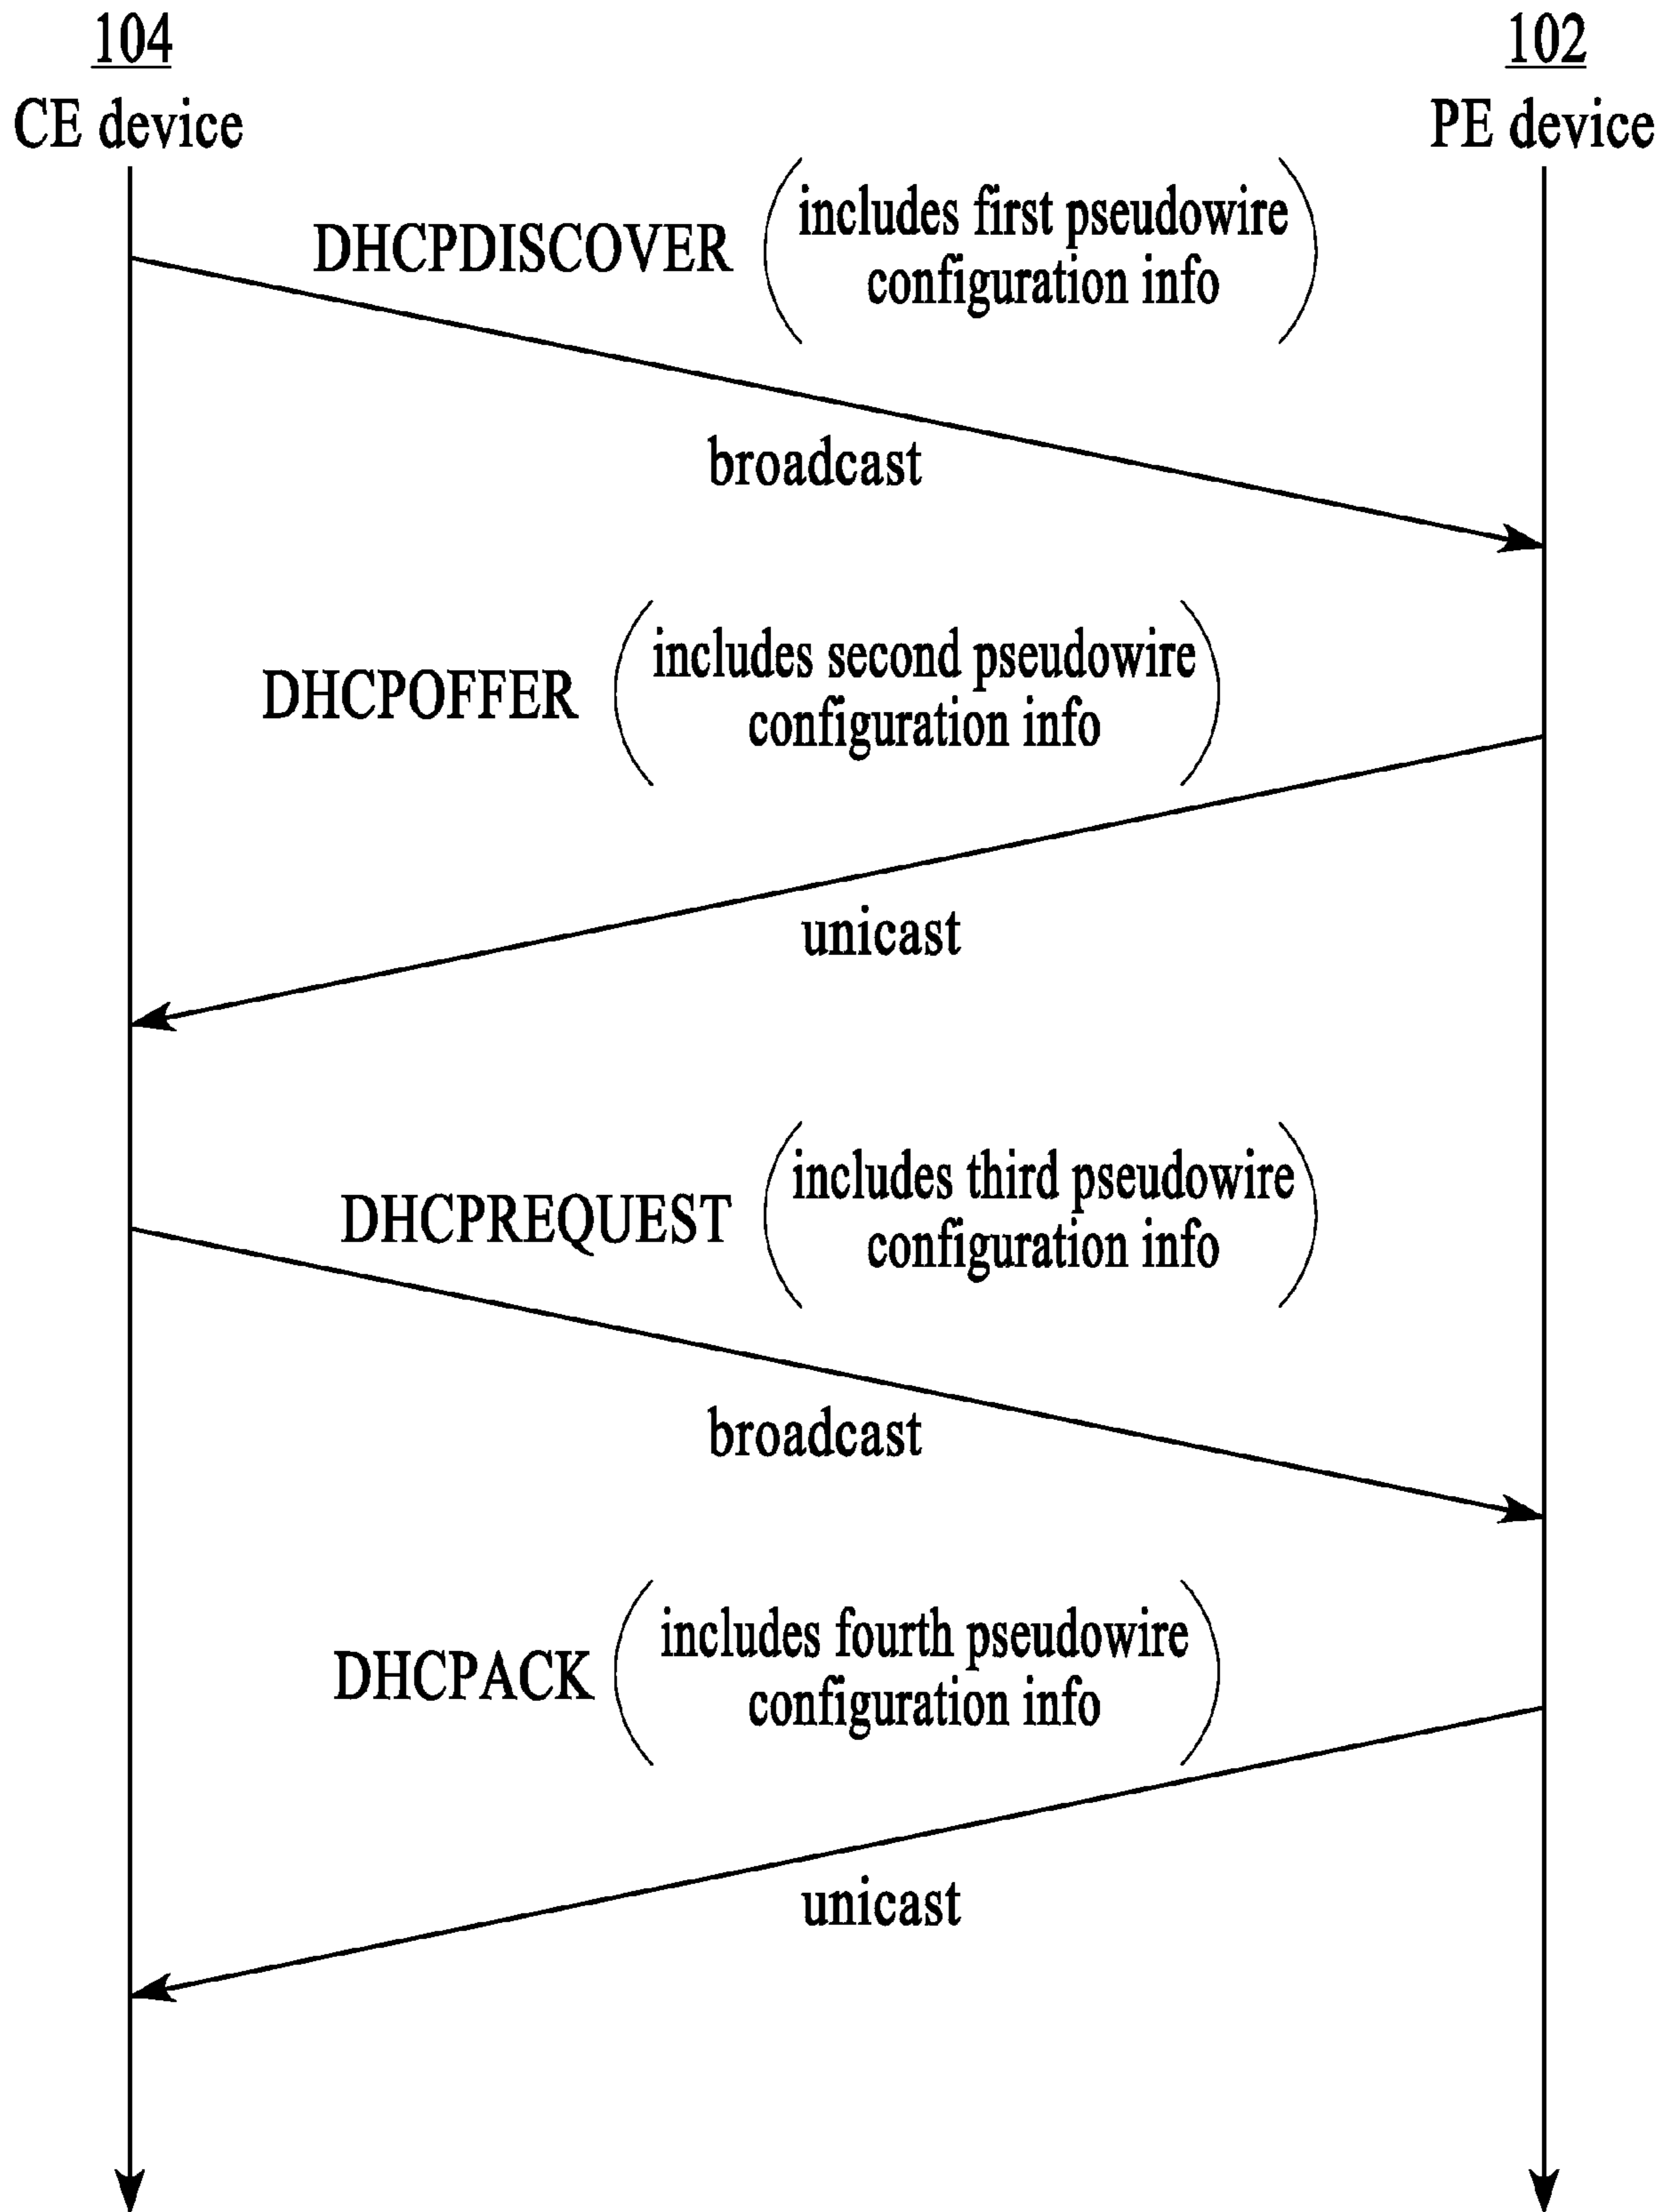 104
CE device
102
PE device
DHCPDISCOVER
includes first pseudowire
configuration info
broadcast
DHCPOFFER
includes second pseudowire
configuration info
unicast
DHCPREQUEST
includes third pseudowire
configuration info
broadcast
DHCPACK
includes fourth pseudowire
configuration info
unicast